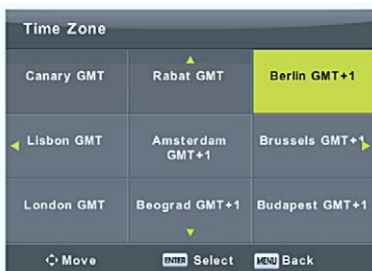 Time Zone
Canary GMT
Rabat GMT
Berlin GMT+1
Lisbon GMT
Amsterdam
GMT+1
Brussels GMT+1
London GMT
Beograd GMT+1
Budapest GMT+1
Move
ENTER Select
MENU Back